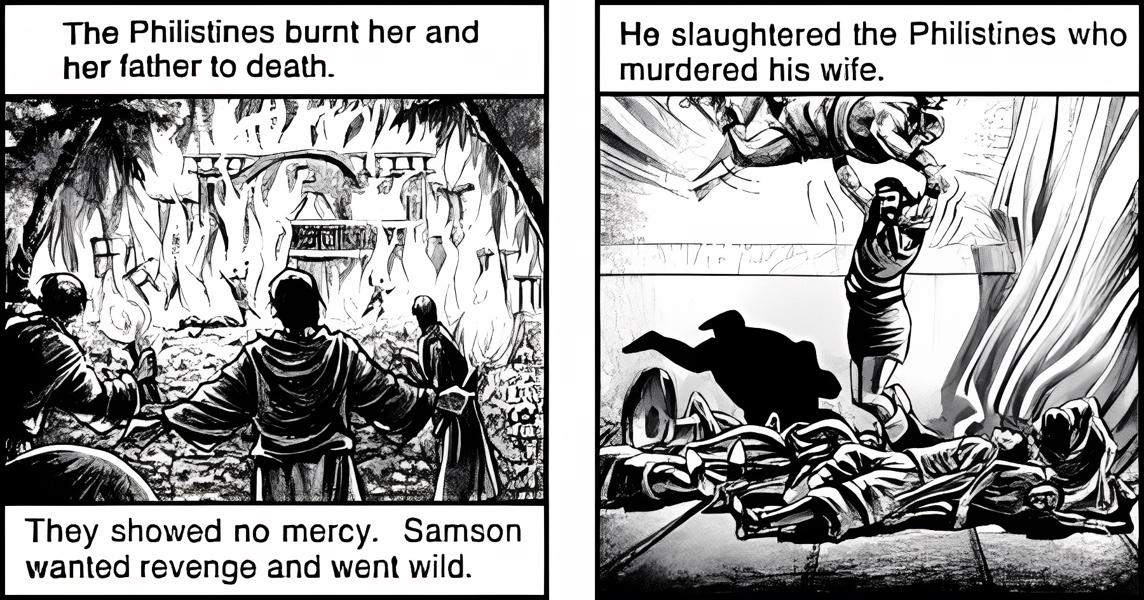 The Philistines burnt her and
her father to death.
They showed no mercy. Samson
wanted revenge and went wild.
He slaughtered the Philistines who
murdered his wife.